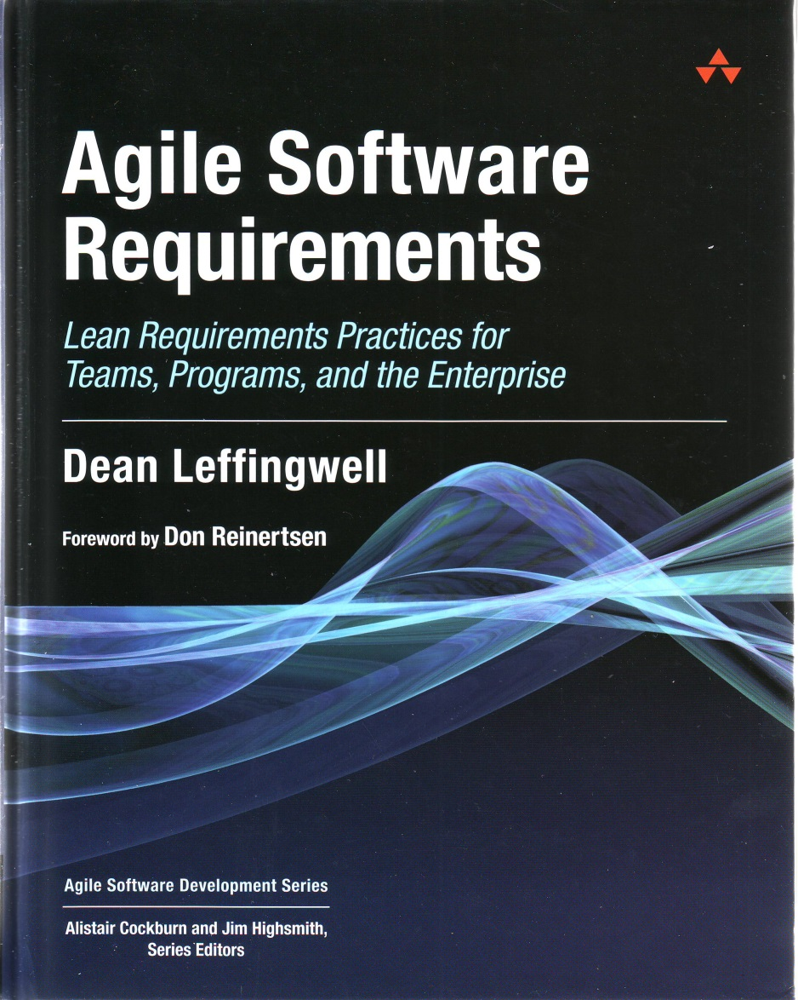 Agile Software
Requirements
Lean Requirements Practices for
Teams, Programs, and the Enterprise
Dean Leffingwell
Foreword by Don Reinertsen
Agile Software Development Series
Alistair Cockburn and Jim Highsmith,
Series Editors